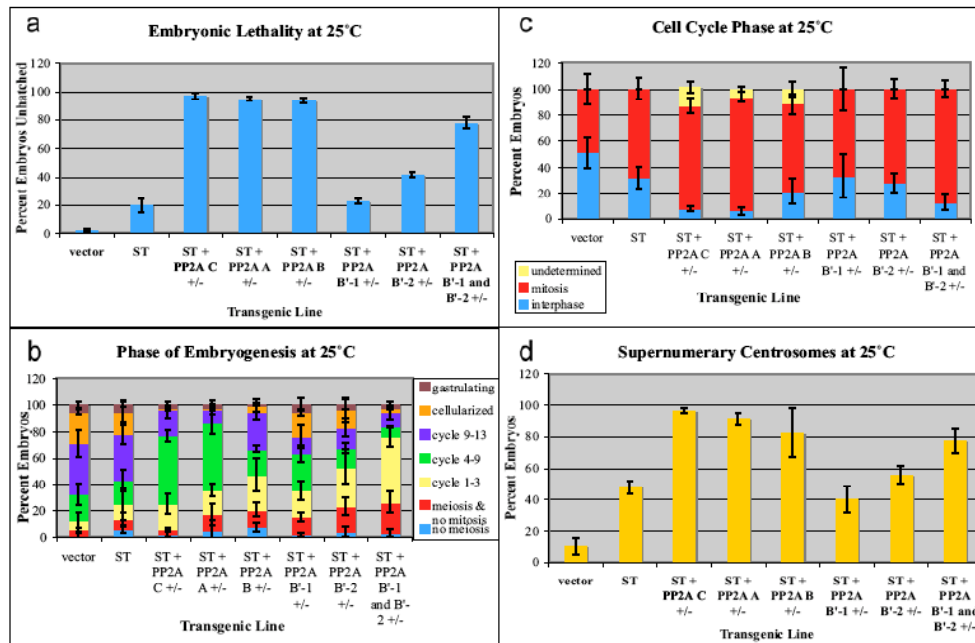 a
Embryonic Lethality at 25˚C
Percent Embryos Unhatched
120
100
80
60
40
20
0
vector
ST
ST +
PP2A C
+/-
ST +
PP2A A
+/-
ST +
PP2A B
+/-
ST +
PP2A
B'-1 +/-
ST +
PP2A
B'-2 +/-
ST +
PP2A
B'-1 and
B'-2 +/-
Transgenic Line
c
Cell Cycle Phase at 25˚C
Percent Embryos
120
100
80
60
40
20
0
vector
ST
ST +
PP2A C
+/-
ST +
PP2A A
+/-
ST +
PP2A B
+/-
ST +
PP2A
B'-1 +/-
ST +
PP2A
B'-2 +/-
ST +
PP2A
B'-1 and
B'-2 +/-
undetermined
mitosis
interphase
Transgenic Line
b
Phase of Embryogenesis at 25˚C
Percent Embryos
120
100
80
60
40
20
0
vector
ST
ST +
PP2A
C +/-
ST +
PP2A
A +/-
ST +
PP2A
B +/-
ST +
PP2A
B'-1
+/-
ST +
PP2A
B'-2
+/-
ST +
PP2A
B'-1
and B'-
2 +/-
gastrulating
cellularized
cycle 9-13
cycle 4-9
cycle 1-3
meiosis &
no mitosis
no meiosis
Transgenic Line
d
Supernumerary Centrosomes at 25˚C
Percent Embryos
120
100
80
60
40
20
0
vector
ST
ST +
PP2A C
+/-
ST +
PP2A A
+/-
ST +
PP2A B
+/-
ST +
PP2A
B'-1 +/-
ST +
PP2A
B'-2 +/-
ST +
PP2A
B'-1 and
B'-2 +/-
Transgenic Line